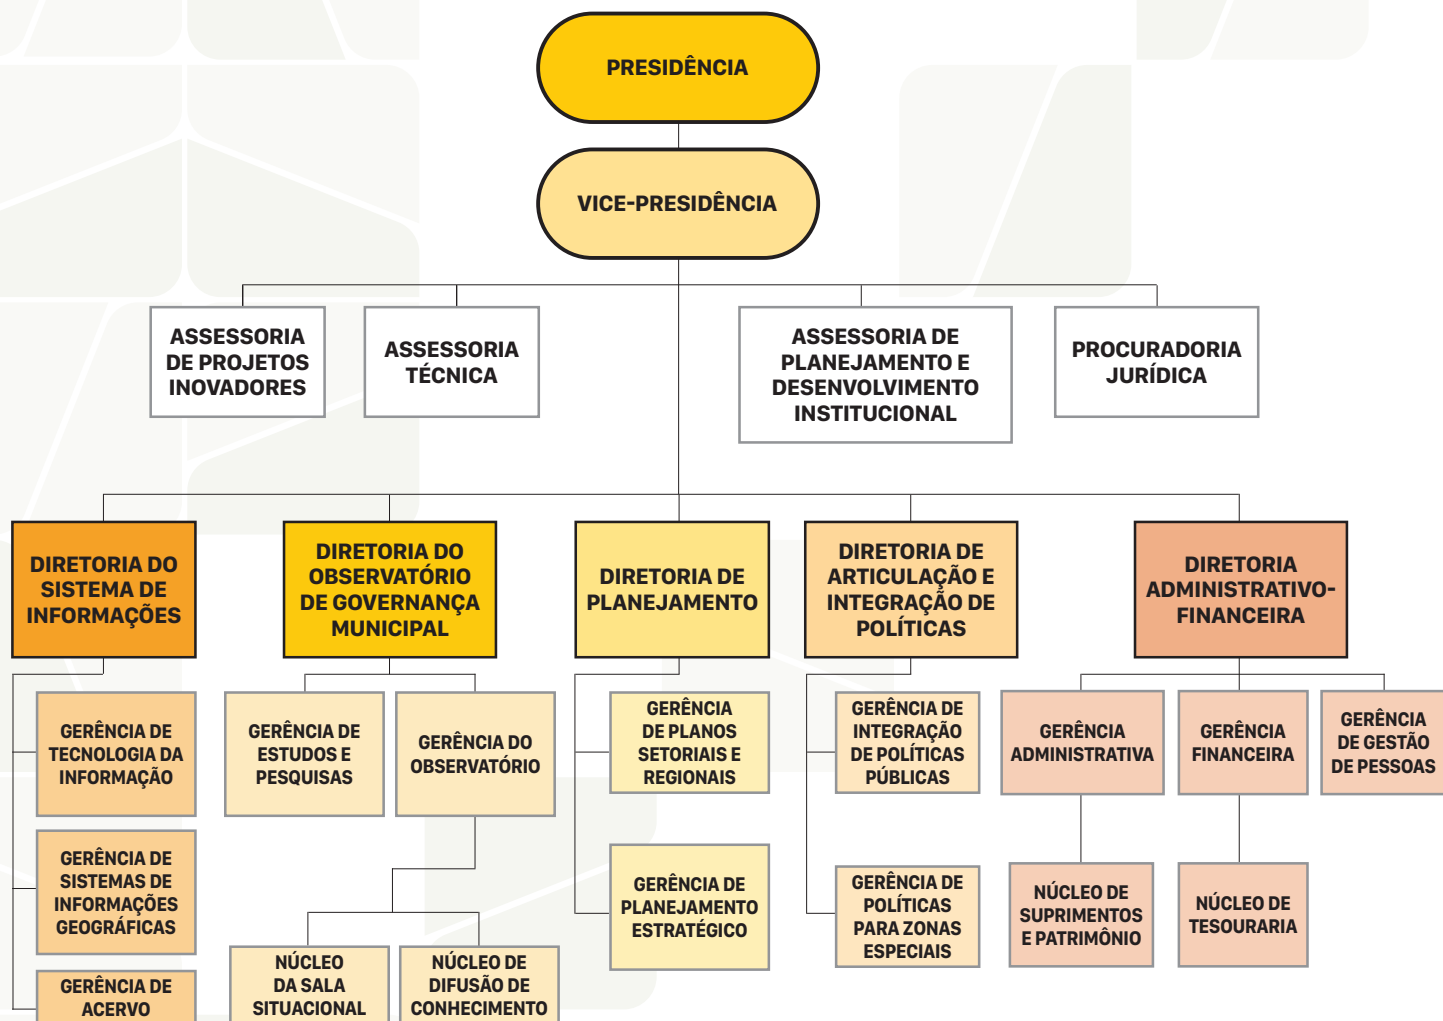 PRESIDÊNCIA
VICE-PRESIDÊNCIA
ASSESSORIA
DE PROJETOS
INOVADORES
ASSESSORIA
TÉCNICA
ASSESSORIA DE
PLANEJAMENTO E
DESENVOLVIMENTO
INSTITUCIONAL
PROCURADORIA
JURÍDICA
DIRETORIA DO
SISTEMA DE
INFORMAÇÕES
DIRETORIA DO
OBSERVATÓRIO
DE GOVERNANÇA
MUNICIPAL
DIRETORIA DE
PLANEJAMENTO
DIRETORIA DE
ARTICULAÇÃO E
INTEGRAÇÃO DE
POLÍTICAS
DIRETORIA
ADMINISTRATIVO-
FINANCEIRA
GERÊNCIA DE
TECNOLOGIA DA
INFORMAÇÃO
GERÊNCIA DE
ESTUDOS E
PESQUISAS
GERÊNCIA DO
OBSERVATÓRIO
GERÊNCIA
DE PLANOS
SETORIAIS E
REGIONAIS
GERÊNCIA DE
INTEGRAÇÃO
DE POLÍTICAS
PÚBLICAS
GERÊNCIA
ADMINISTRATIVA
GERÊNCIA
FINANCEIRA
GERÊNCIA
DE GESTÃO
DE PESSOAS
GERÊNCIA DE
SISTEMAS DE
INFORMAÇÕES
GEOGRÁFICAS
GERÊNCIA DE
PLANEJAMENTO
ESTRATÉGICO
GERÊNCIA DE
POLÍTICAS
PARA ZONAS
ESPECIAIS
NÚCLEO DE
SUPRIMENTOS
E PATRIMÔNIO
NÚCLEO DE
TESOURARIA
GERÊNCIA DE
ACERVO
NÚCLEO
DA SALA
SITUACIONAL
NÚCLEO DE
DIFUSÃO DE
CONHECIMENTO